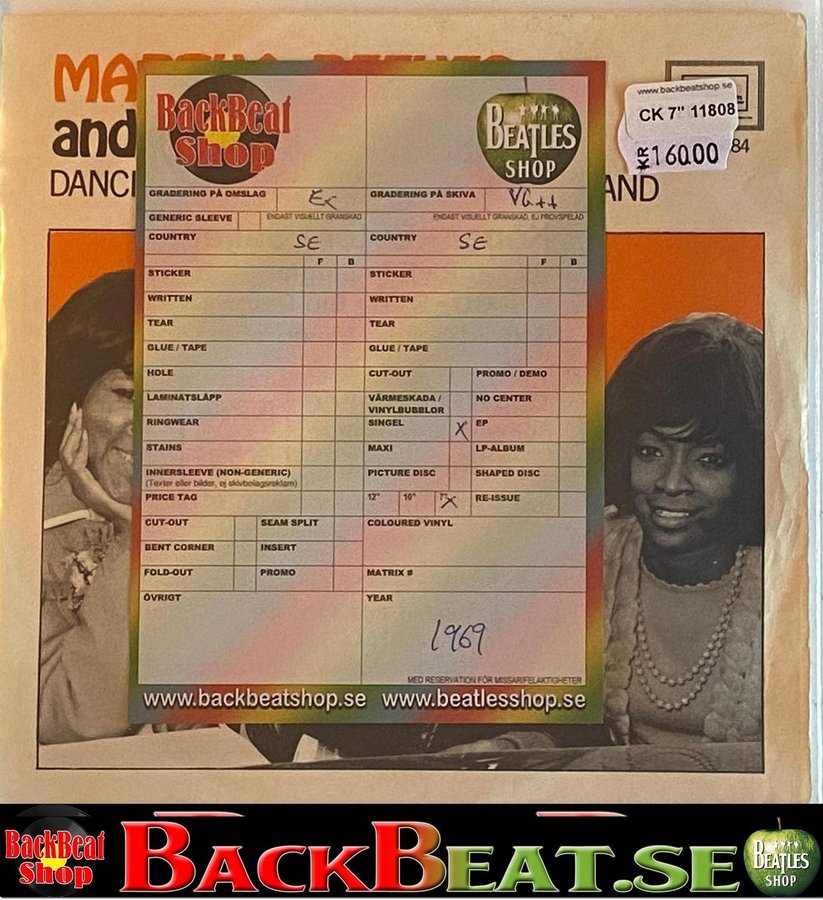 MA
and
DANCI
AND
84
www.backbeatshop.se
CK 7" 11808
KR 160.00
BackBeat
Shop
BEATLES
SHOP
GRADERING PÅ OMSLAG Ex
GRADERING PÅ SKIVA VG++
GENERIC SLEEVE
ENDAST VISUELLT GRANSKAD
ENDAST VISUELLT GRANSKAD, EJ PROVSPELAD
COUNTRY SE
COUNTRY SE
F B
F B
STICKER
STICKER
WRITTEN
WRITTEN
TEAR
TEAR
GLUE / TAPE
GLUE / TAPE
HOLE
CUT-OUT
PROMO / DEMO
LAMINATSLÄPP
VÄRMESKADA /
VINYLBUBBLOR
NO CENTER
RINGWEAR
SINGEL X
EP
STAINS
MAXI
LP-ALBUM
INNERSLEEVE (NON-GENERIC)
(Texter eller bilder, ej skivbolagsreklam)
PICTURE DISC
SHAPED DISC
PRICE TAG
12" 10" 7" X
RE-ISSUE
CUT-OUT
SEAM SPLIT
COLOURED VINYL
BENT CORNER
INSERT
FOLD-OUT
PROMO
MATRIX #
ÖVRIGT
YEAR
1969
MED RESERVATION FÖR MISSAR/FELAKTIGHETER
www.backbeatshop.se www.beatlesshop.se
BackBeat
Shop
BACKBEAT.SE
BEATLES
SHOP